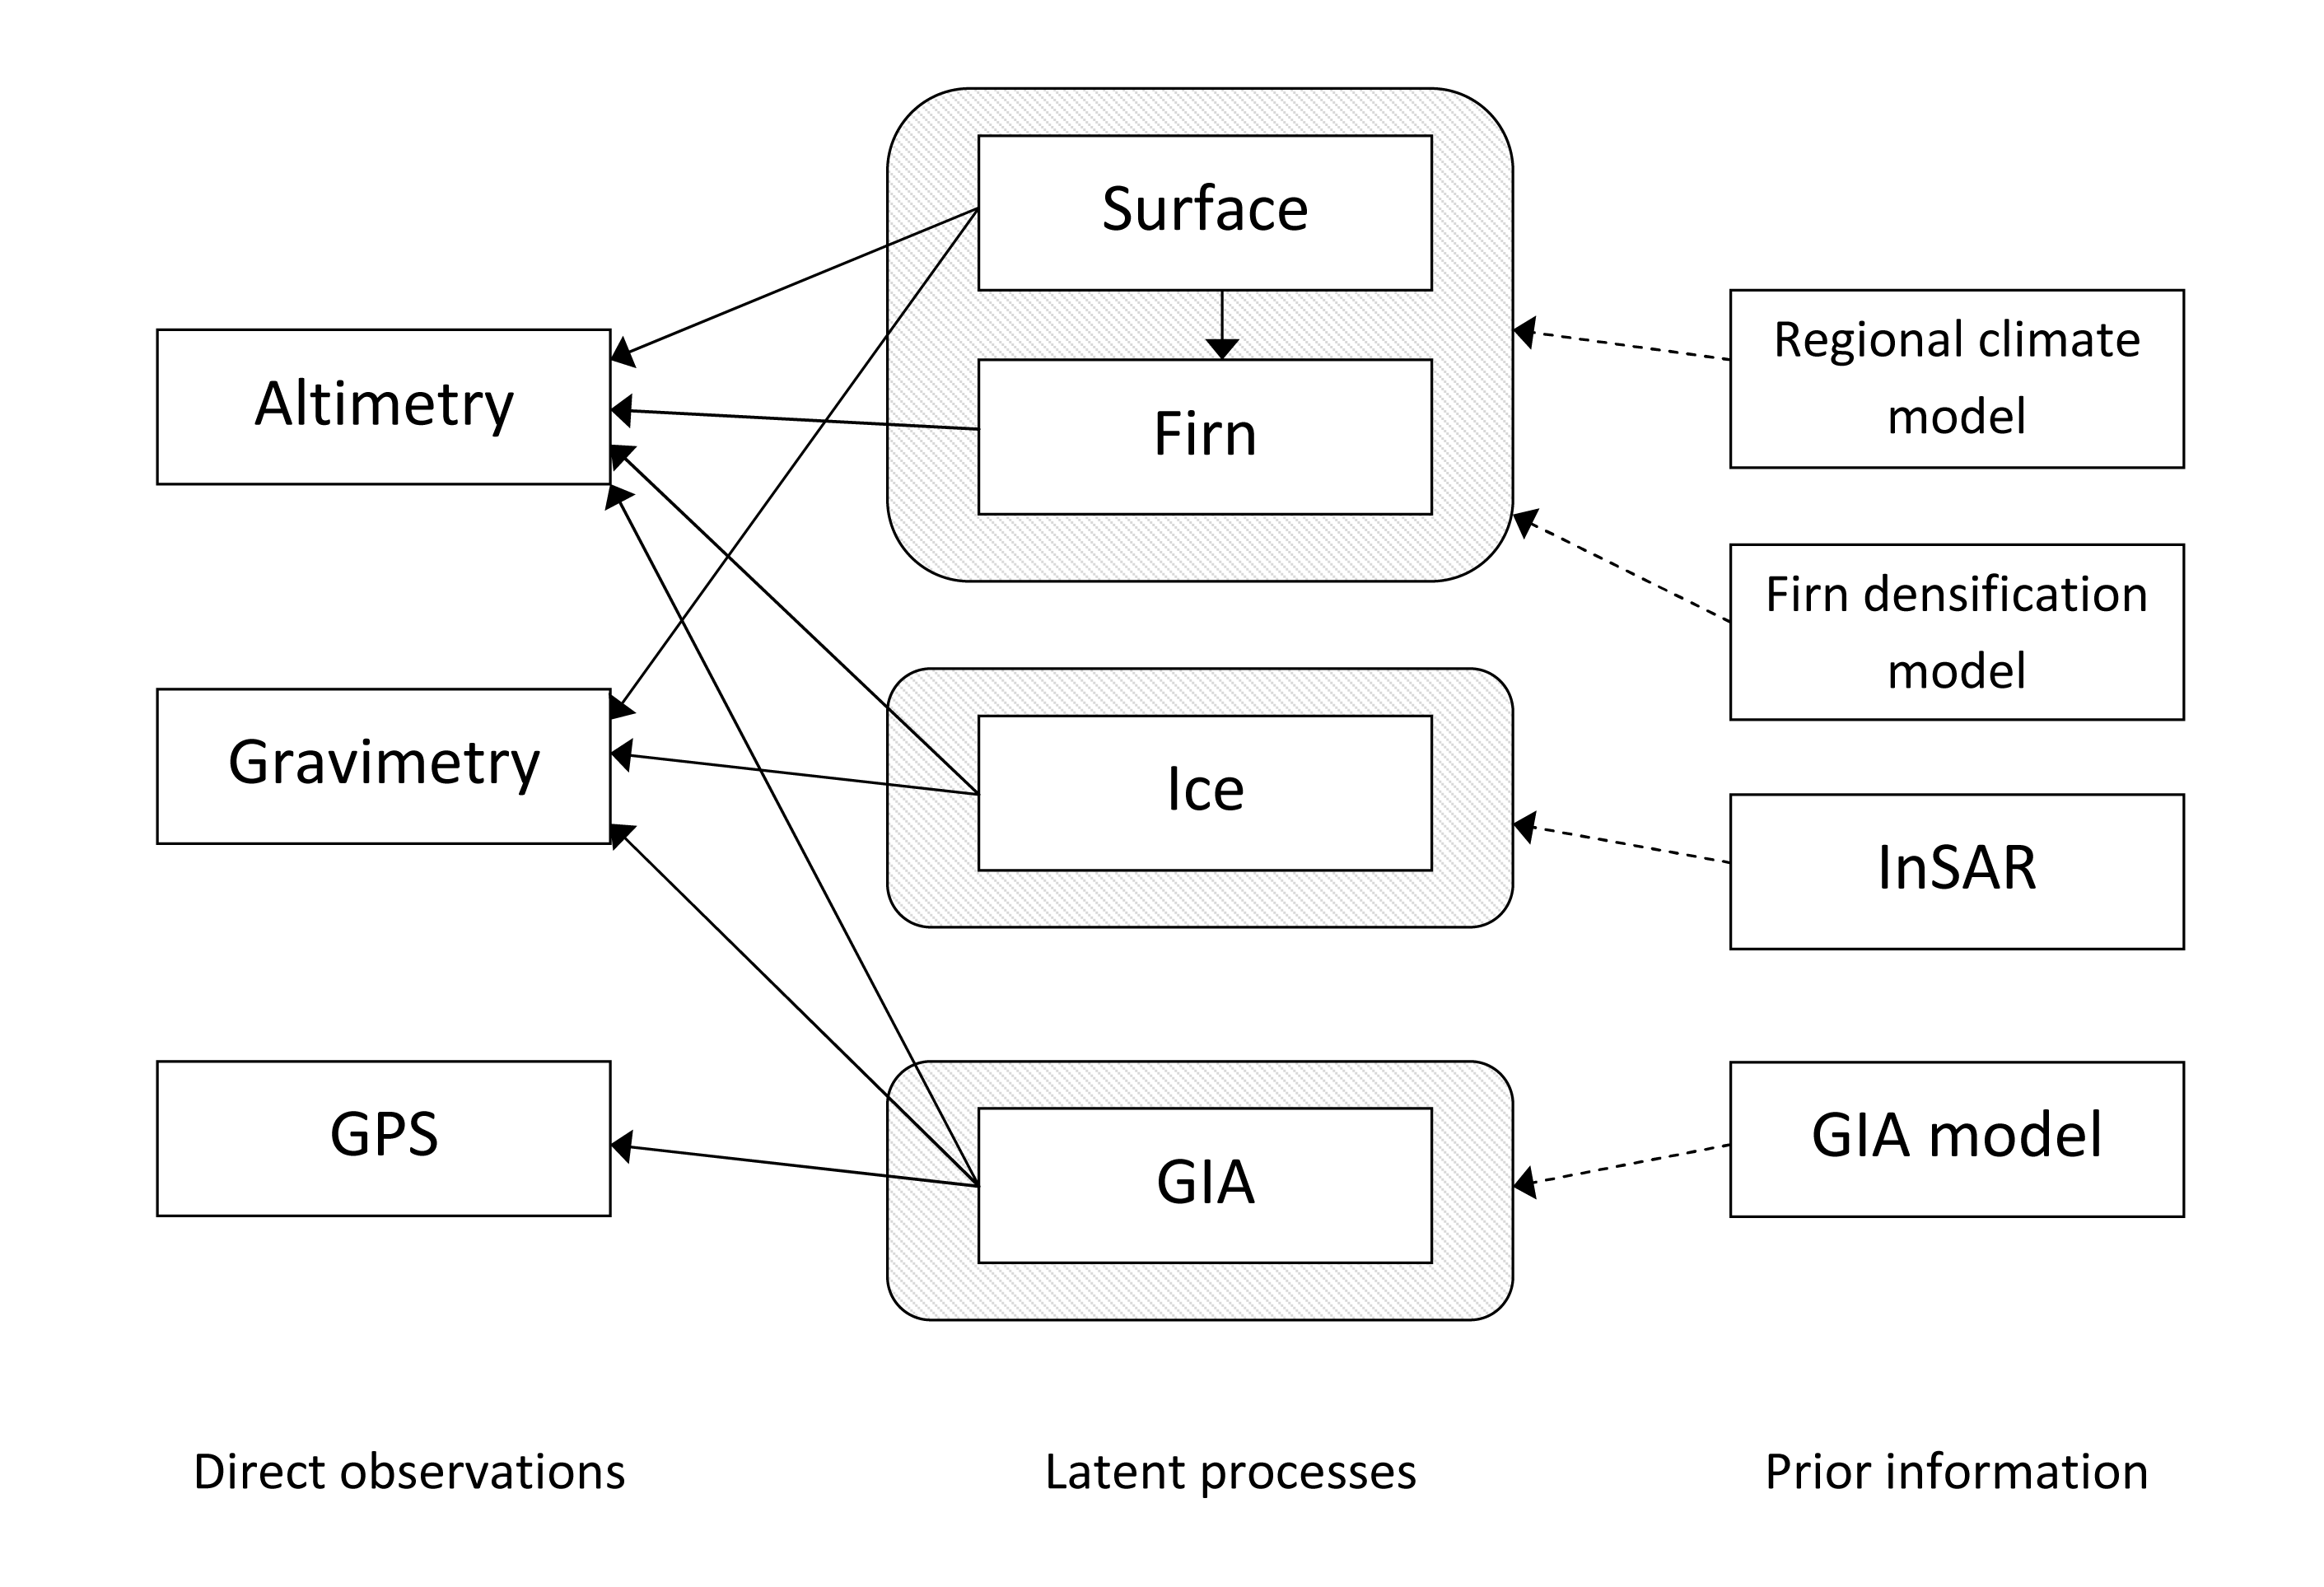 Surface
Firn
Altimetry
Gravimetry
GPS
Ice
GIA
Regional climate
model
Firn densification
model
InSAR
GIA model
Direct observations
Latent processes
Prior information